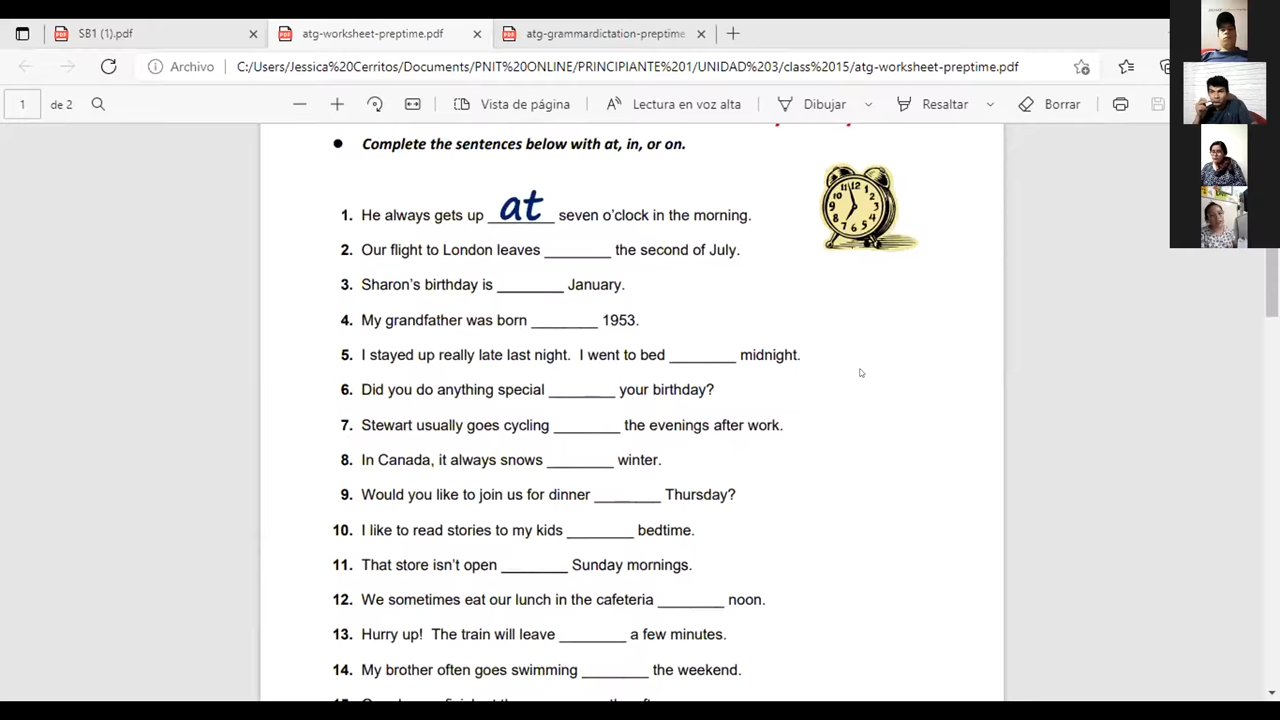 SB1 (1).pdf
atg-worksheet-preptime.pdf
atg-grammardictation-preptime
Archivo
C:/Users/Jessica%20Cerritos/Documents/PNIT%20ONLINE/PRINCIPIANTE%201/UNIDAD%203/class%2015/atg-worksheet-preptime.pdf
1 de 2
Vista de página
Lectura en voz alta
Dibujar
Resaltar
Borrar
● Complete the sentences below with at, in, or on.
1. He always gets up at seven o'clock in the morning.
2. Our flight to London leaves ________ the second of July.
3. Sharon's birthday is ________ January.
4. My grandfather was born ________ 1953.
5. I stayed up really late last night. I went to bed ________ midnight.
6. Did you do anything special ________ your birthday?
7. Stewart usually goes cycling ________ the evenings after work.
8. In Canada, it always snows ________ winter.
9. Would you like to join us for dinner ________ Thursday?
10. I like to read stories to my kids ________ bedtime.
11. That store isn't open ________ Sunday mornings.
12. We sometimes eat our lunch in the cafeteria ________ noon.
13. Hurry up! The train will leave ________ a few minutes.
14. My brother often goes swimming ________ the weekend.